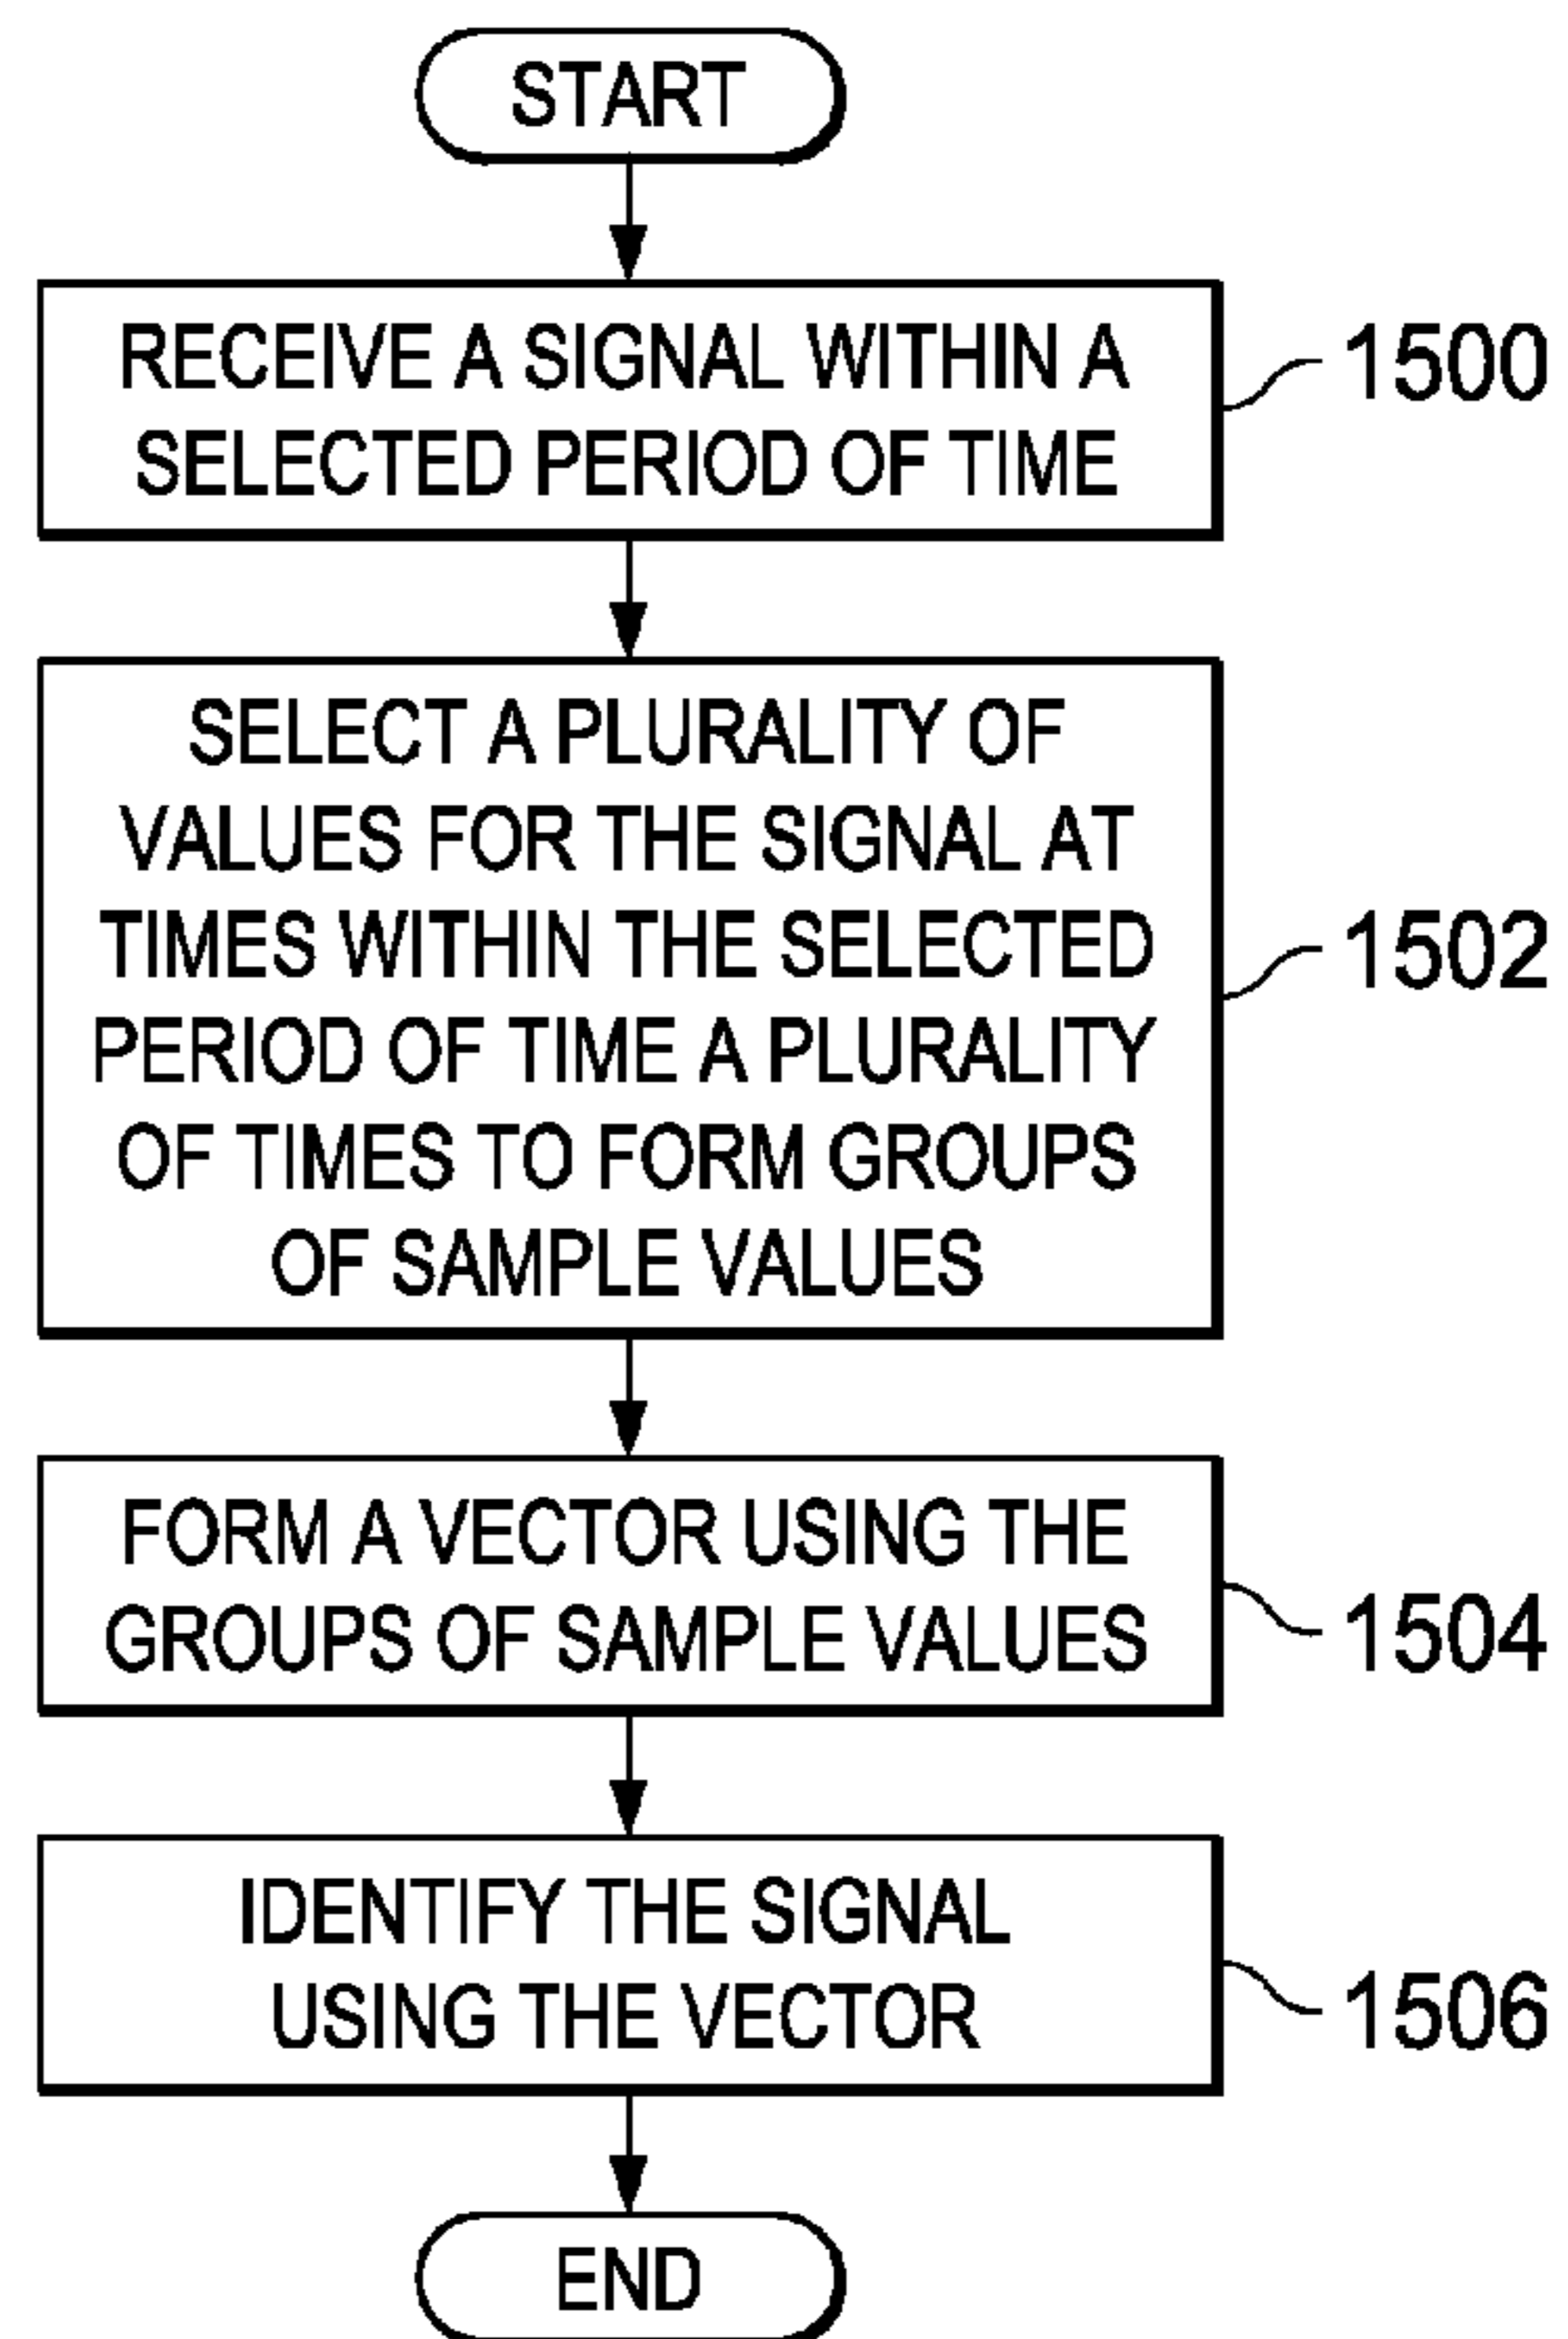 START
RECEIVE A SIGNAL WITHIN A
SELECTED PERIOD OF TIME
1500
SELECT A PLURALITY OF
VALUES FOR THE SIGNAL AT
TIMES WITHIN THE SELECTED
PERIOD OF TIME A PLURALITY
OF TIMES TO FORM GROUPS
OF SAMPLE VALUES
1502
FORM A VECTOR USING THE
GROUPS OF SAMPLE VALUES
1504
IDENTIFY THE SIGNAL
USING THE VECTOR
1506
END